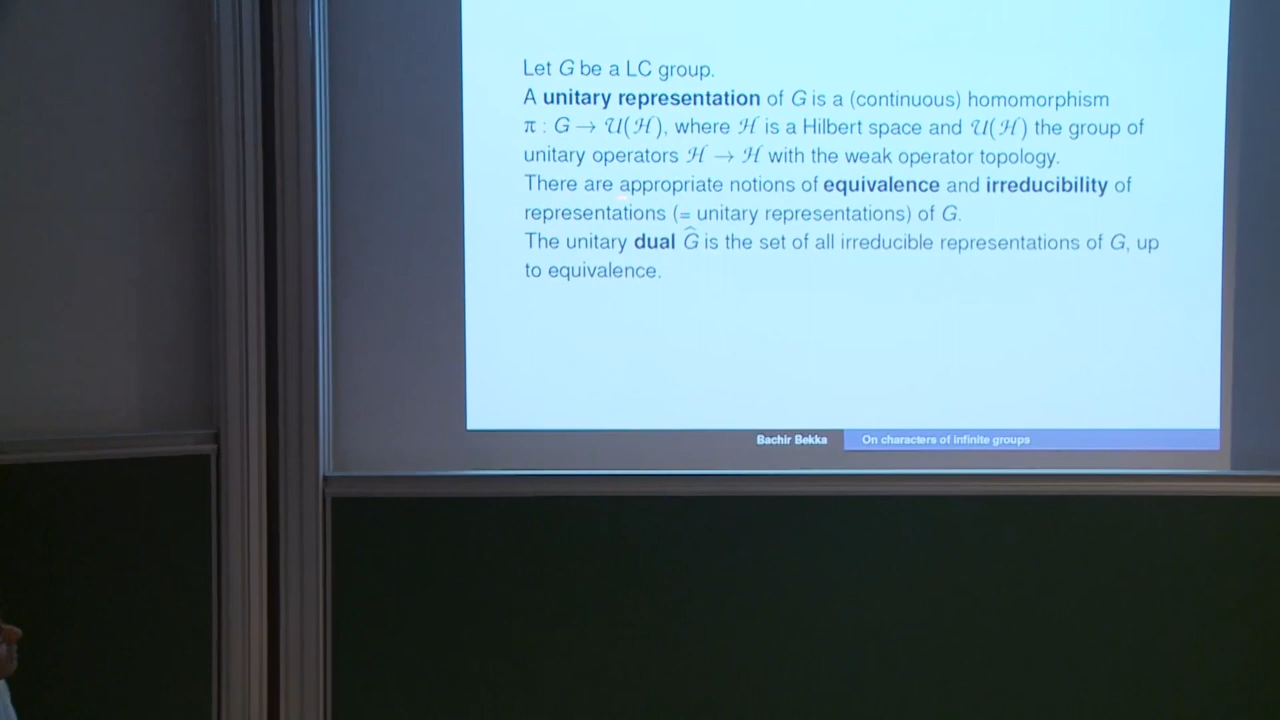 Let G be a LC group.
A unitary representation of G is a (continuous) homomorphism
π : G → 𝒰(ℋ), where ℋ is a Hilbert space and 𝒰(ℋ) the group of
unitary operators ℋ → ℋ with the weak operator topology.
There are appropriate notions of equivalence and irreducibility of
representations (= unitary representations) of G.
The unitary dual Ĝ is the set of all irreducible representations of G, up
to equivalence.
Bachir Bekka On characters of infinite groups